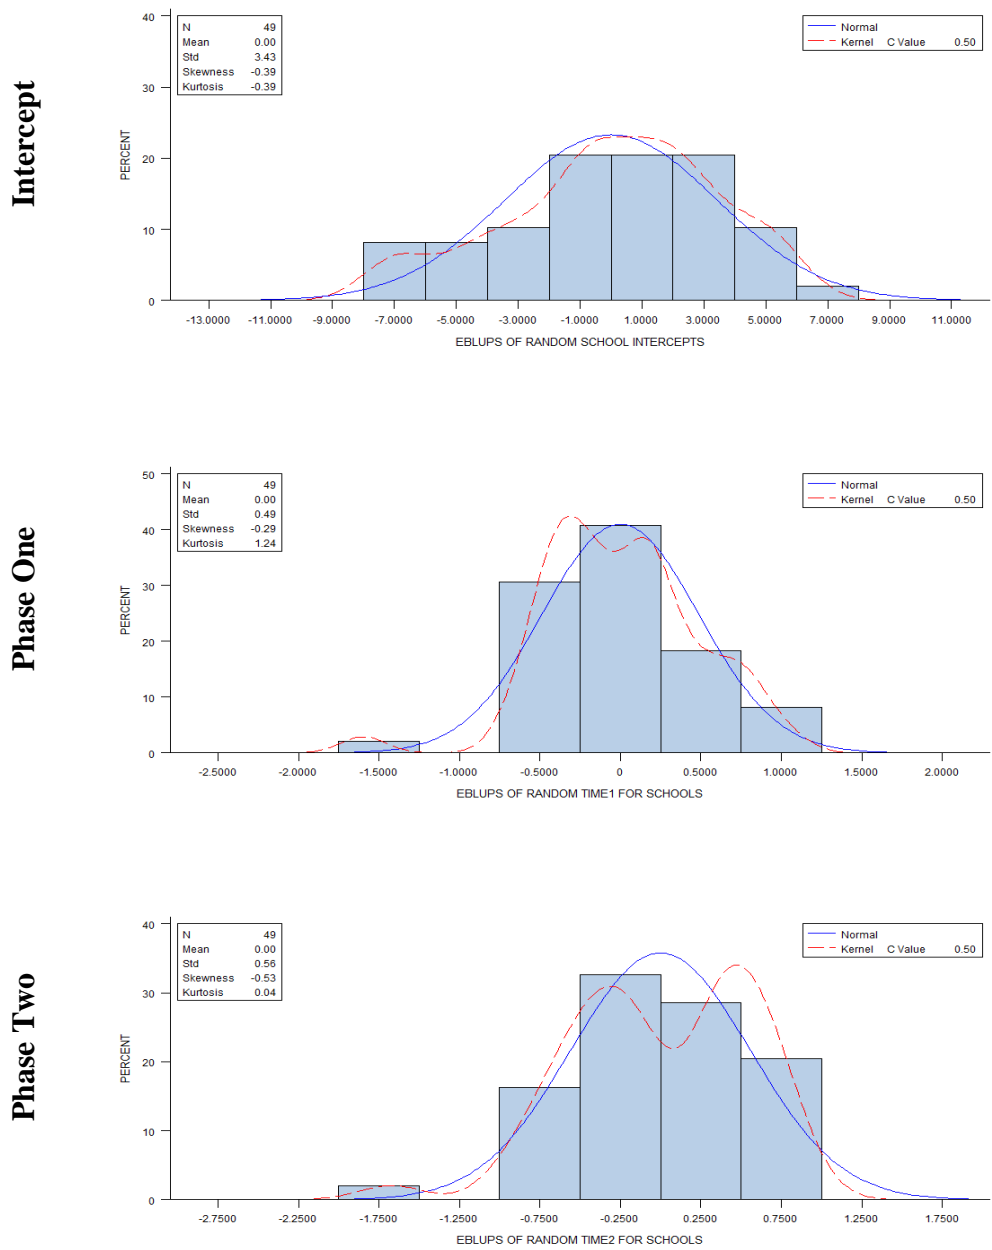 Intercept
40
30
20
10
0
PERCENT
N 49
Mean 0.00
Std 3.43
Skewness -0.39
Kurtosis -0.39
Normal
Kernel C Value 0.50
-13.0000 -11.0000 -9.0000 -7.0000 -5.0000 -3.0000 -1.0000 1.0000 3.0000 5.0000 7.0000 9.0000 11.0000
EBLUPS OF RANDOM SCHOOL INTERCEPTS
Phase One
50
40
30
20
10
0
PERCENT
N 49
Mean 0.00
Std 0.49
Skewness -0.29
Kurtosis 1.24
Normal
Kernel C Value 0.50
-2.5000 -2.0000 -1.5000 -1.0000 -0.5000 0 0.5000 1.0000 1.5000 2.0000
EBLUPS OF RANDOM TIME1 FOR SCHOOLS
Phase Two
40
30
20
10
0
PERCENT
N 49
Mean 0.00
Std 0.56
Skewness -0.53
Kurtosis 0.04
Normal
Kernel C Value 0.50
-2.7500 -2.2500 -1.7500 -1.2500 -0.7500 -0.2500 0.2500 0.7500 1.2500 1.7500
EBLUPS OF RANDOM TIME2 FOR SCHOOLS